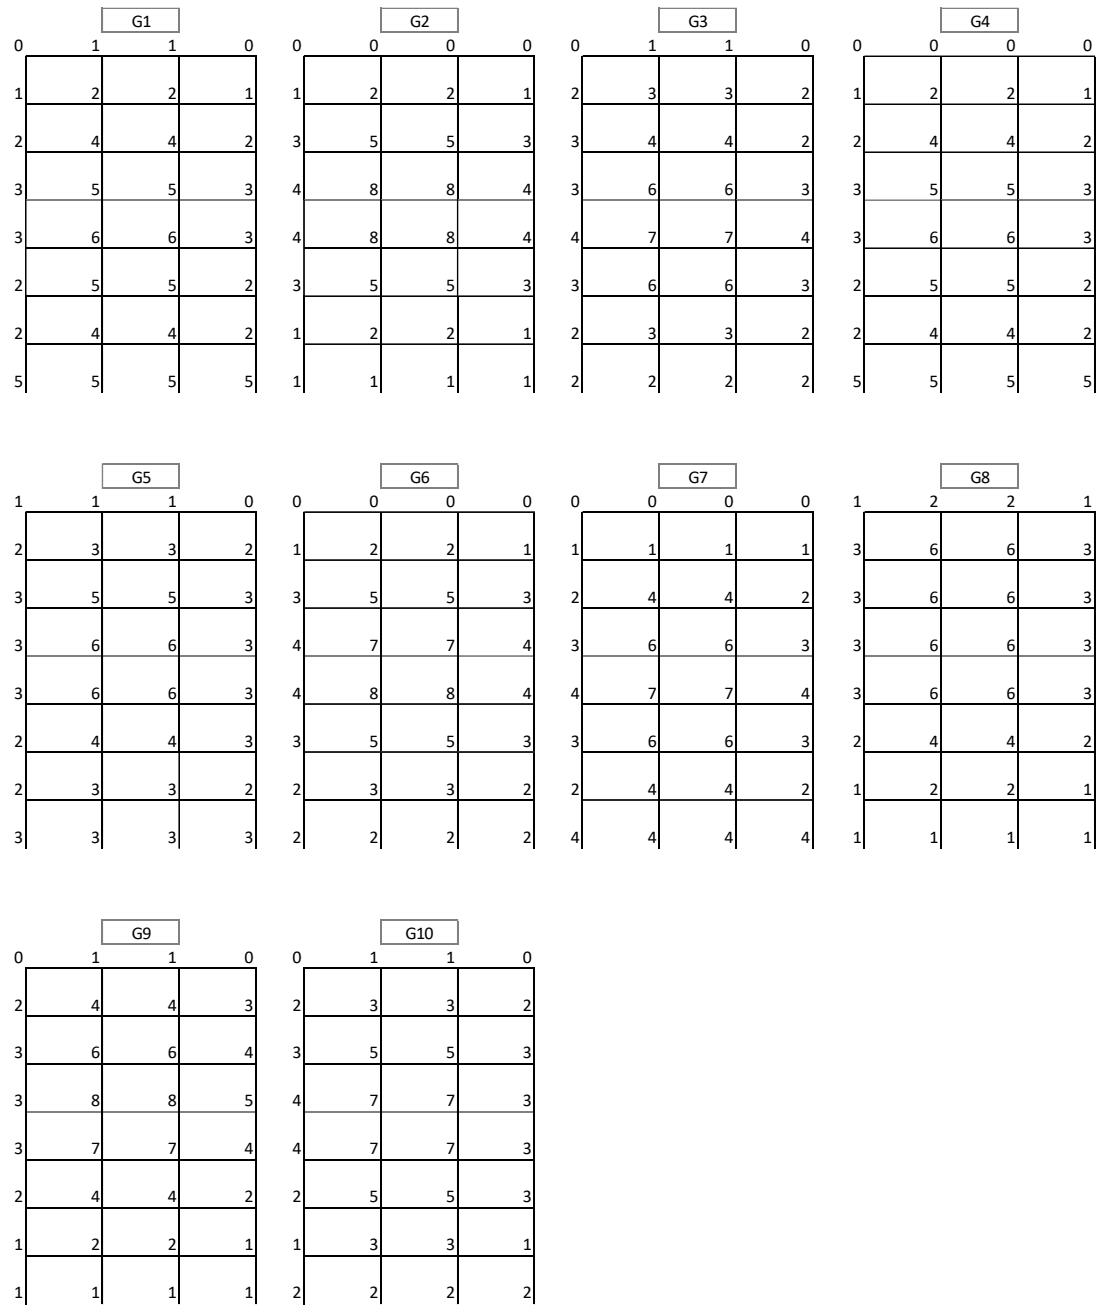 G1 G2 G3 G4
0 1 1 0 0 0 0 0 0 1 1 0 0 0 0 0
1 2 2 1 1 2 2 1 2 3 3 2 1 2 2 1
2 4 4 2 3 5 5 3 3 4 4 2 2 4 4 2
3 5 5 3 4 8 8 4 3 6 6 3 3 5 5 3
3 6 6 3 4 8 8 4 4 7 7 4 3 6 6 3
2 5 5 2 3 5 5 3 3 6 6 3 2 5 5 2
2 4 4 2 1 2 2 1 2 3 3 2 2 4 4 2
5 5 5 5 1 1 1 1 2 2 2 2 5 5 5 5
G5 G6 G7 G8
1 1 1 0 0 0 0 0 0 0 0 0 1 2 2 1
2 3 3 2 1 2 2 1 1 1 1 1 3 6 6 3
3 5 5 3 3 5 5 3 2 4 4 2 3 6 6 3
3 6 6 3 4 7 7 4 3 6 6 3 3 6 6 3
3 6 6 3 4 8 8 4 4 7 7 4 3 6 6 3
2 4 4 3 3 5 5 3 3 6 6 3 2 4 4 2
2 3 3 2 2 3 3 2 2 4 4 2 1 2 2 1
3 3 3 3 2 2 2 2 4 4 4 4 1 1 1 1
G9 G10
0 1 1 0 0 1 1 0
2 4 4 3 2 3 3 2
3 6 6 4 3 5 5 3
3 8 8 5 4 7 7 3
3 7 7 4 4 7 7 3
2 4 4 2 2 5 5 3
1 2 2 1 1 3 3 1
1 1 1 1 2 2 2 2